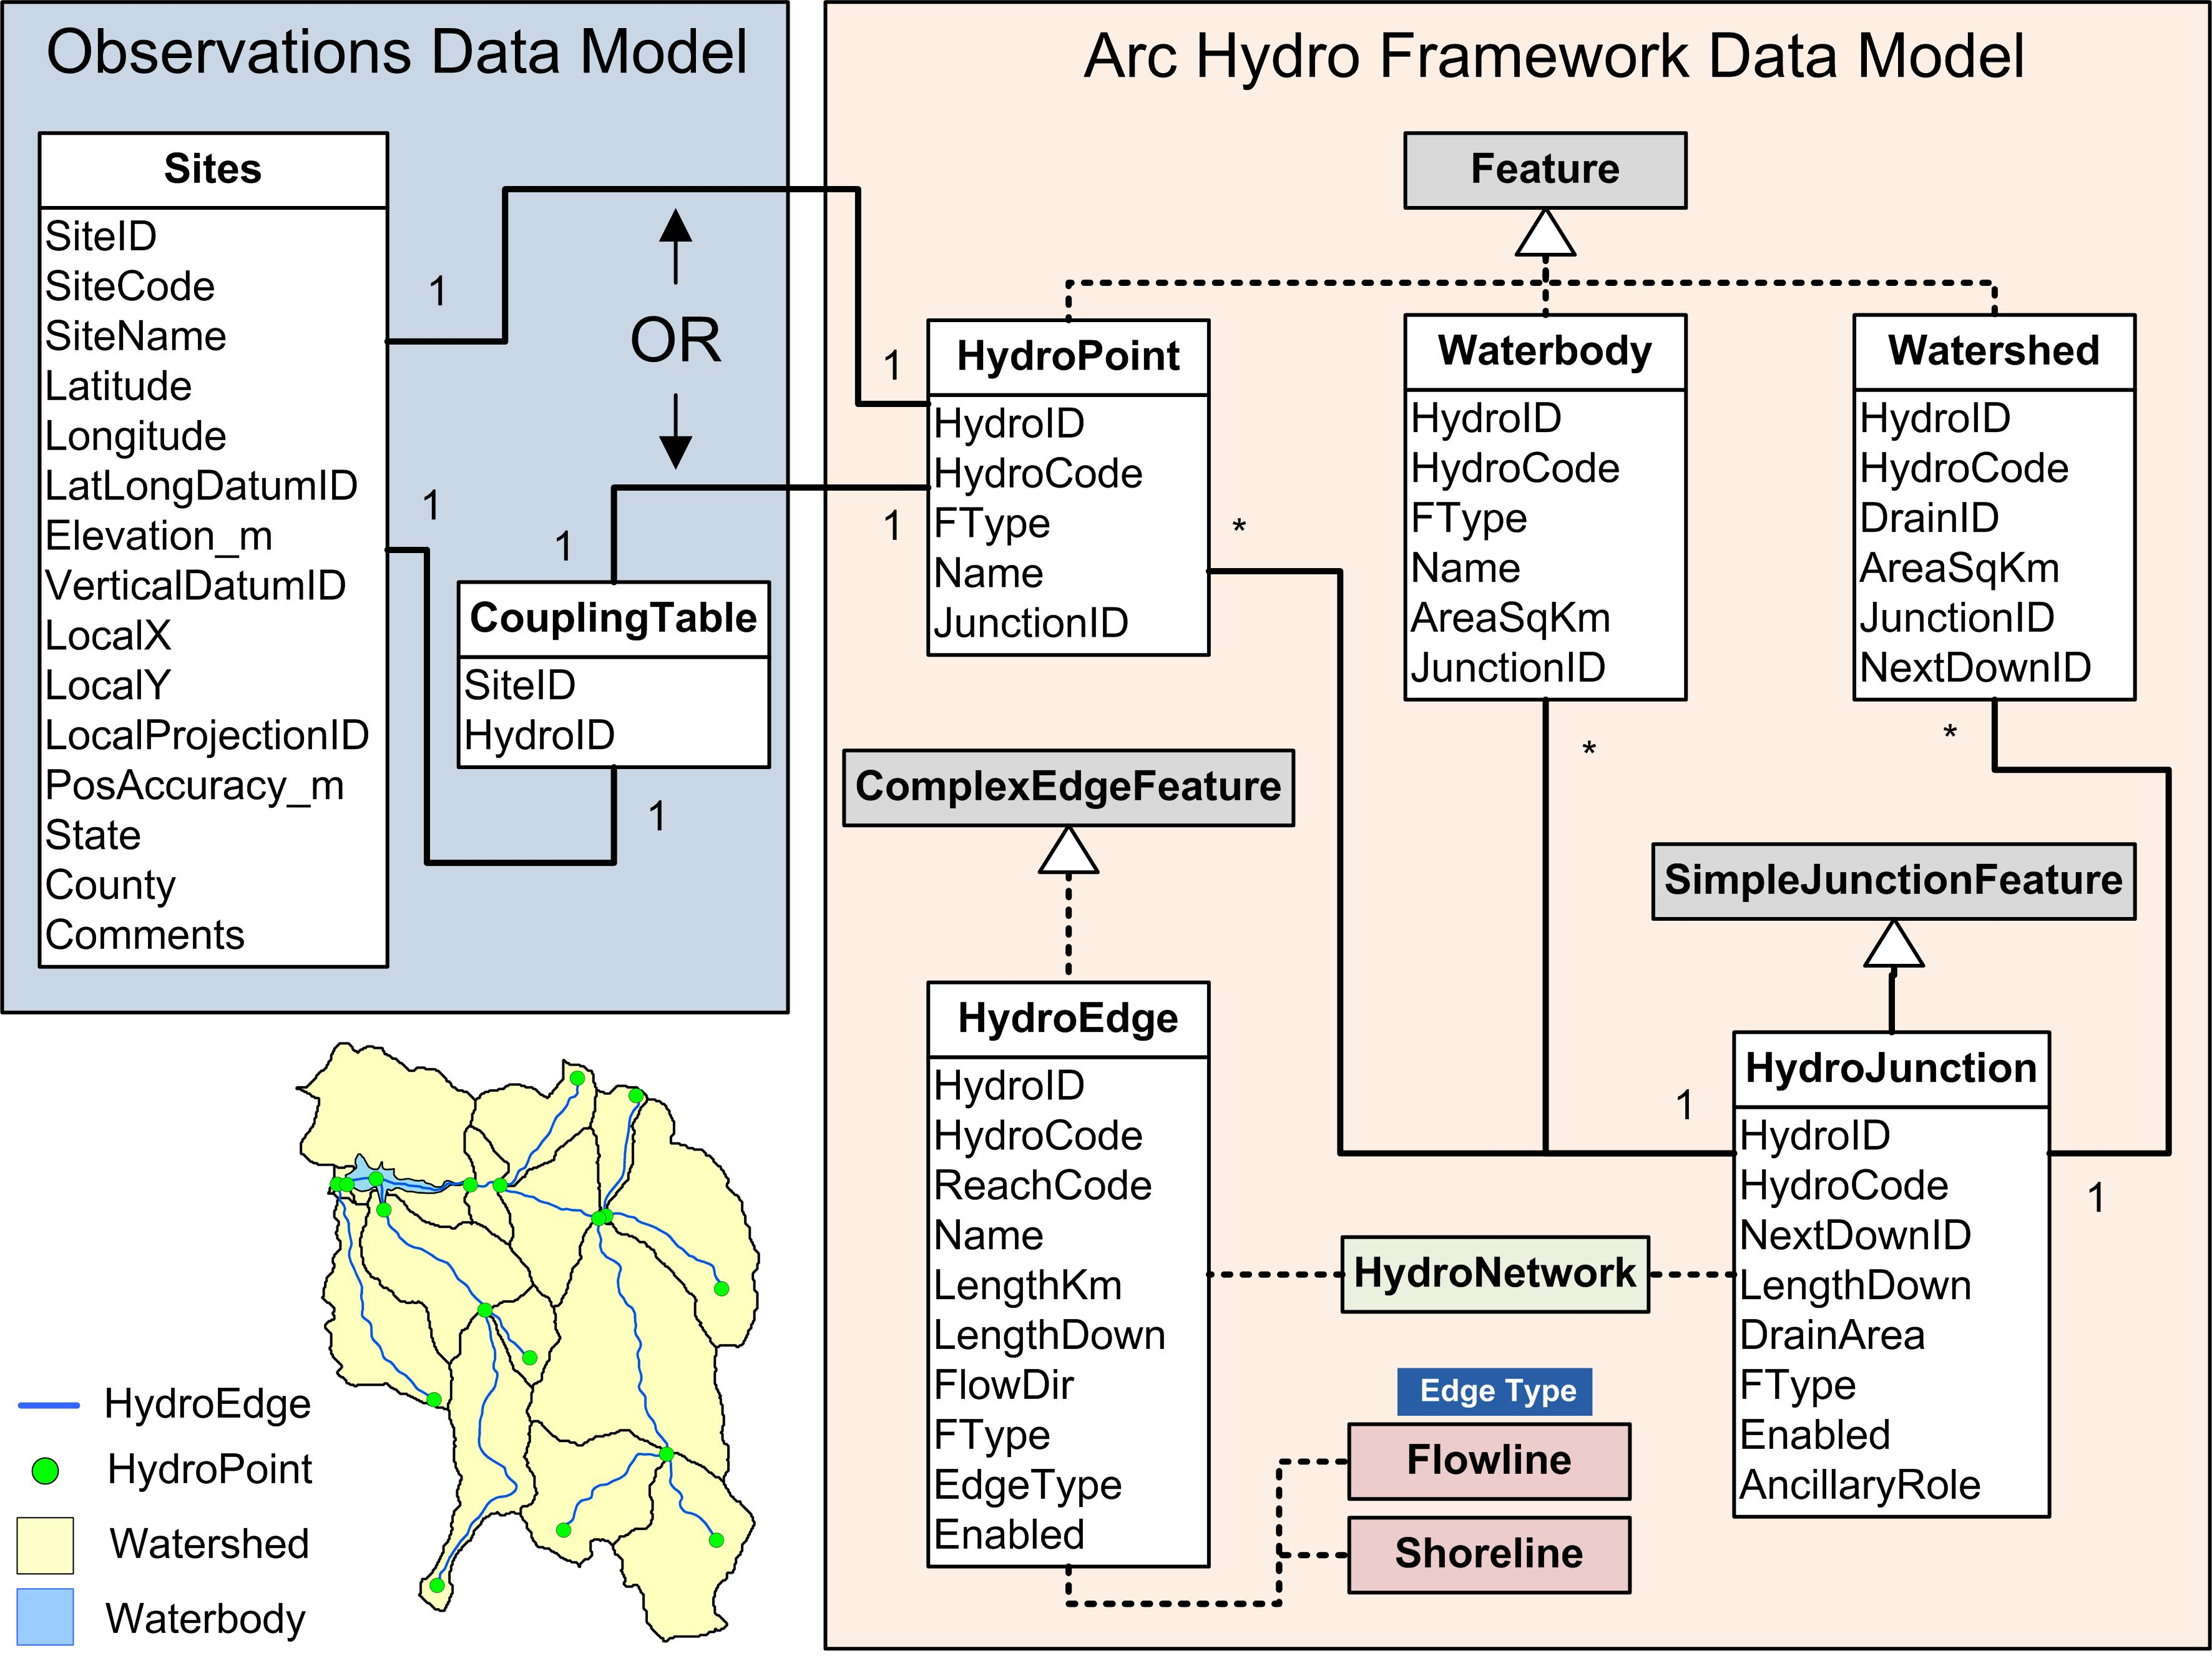 Observations Data Model
Sites
SiteID
SiteCode
SiteName
Latitude
Longitude
LatLongDatumID
Elevation_m
VerticalDatumID
LocalX
LocalY
LocalProjectionID
PosAccuracy_m
State
County
Comments
1
OR
1
1
CouplingTable
SiteID
HydroID
1
Arc Hydro Framework Data Model
Feature
1
HydroPoint
HydroID
HydroCode
FType
Name
JunctionID
1
*
Waterbody
HydroID
HydroCode
FType
Name
AreaSqKm
JunctionID
*
Watershed
HydroID
HydroCode
DrainID
AreaSqKm
JunctionID
NextDownID
*
ComplexEdgeFeature
SimpleJunctionFeature
HydroEdge
HydroID
HydroCode
ReachCode
Name
LengthKm
LengthDown
FlowDir
FType
EdgeType
Enabled
HydroNetwork
Edge Type
Flowline
Shoreline
1
HydroJunction
HydroID
HydroCode
NextDownID
LengthDown
DrainArea
FType
Enabled
AncillaryRole
1
HydroEdge
HydroPoint
Watershed
Waterbody